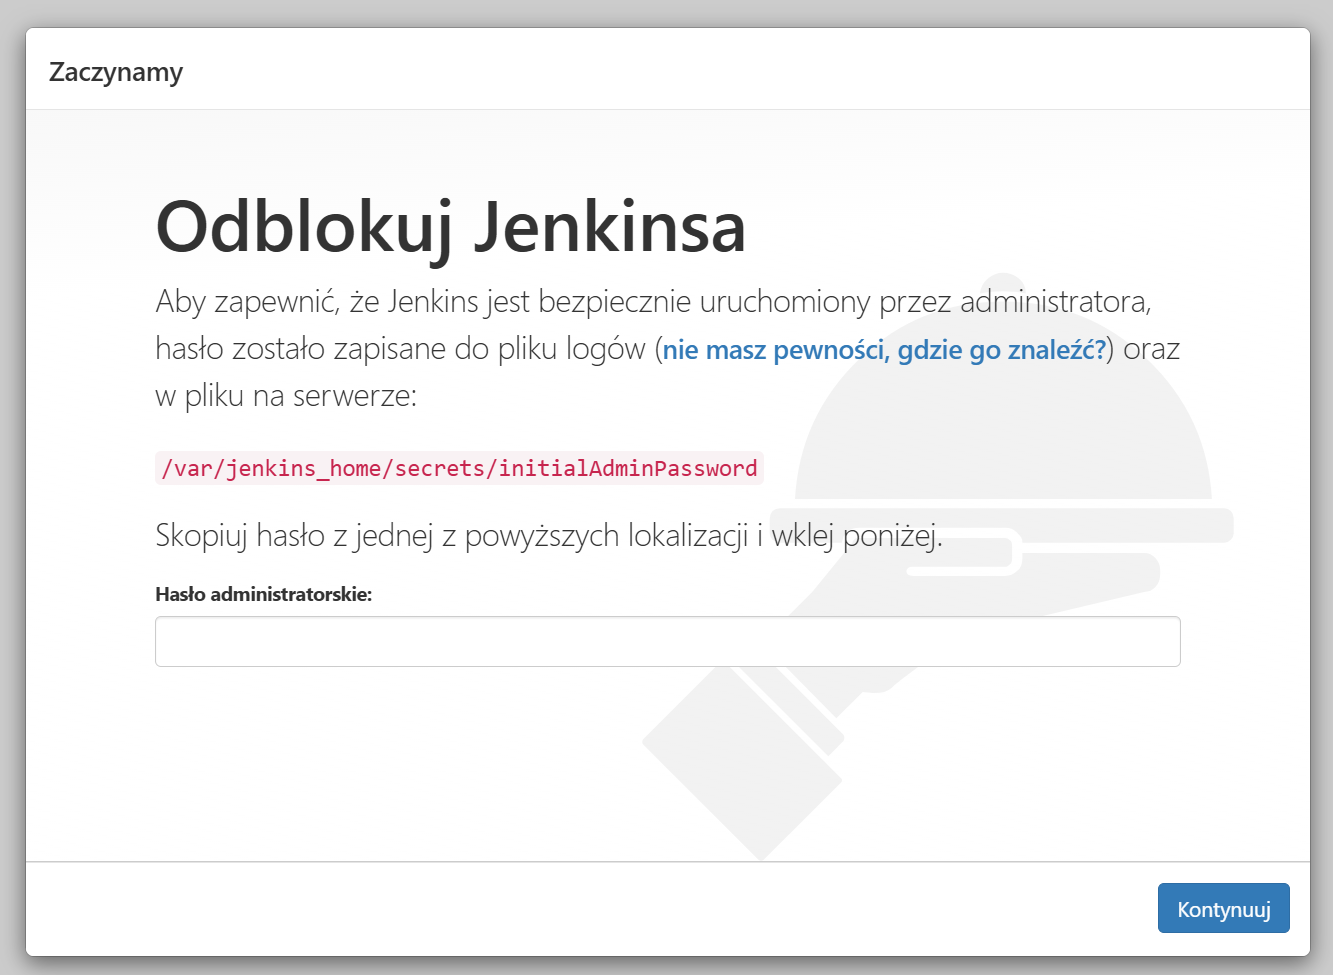 Zaczynamy
Odblokuj Jenkinsa
Aby zapewnić, że Jenkins jest bezpiecznie uruchomiony przez administratora,
hasło zostało zapisane do pliku logów (nie masz pewności, gdzie go znaleźć?) oraz
w pliku na serwerze:
/var/jenkins_home/secrets/initialAdminPassword
Skopiuj hasło z jednej z powyższych lokalizacji i wklej poniżej.
Hasło administratorskie:
Kontynuuj